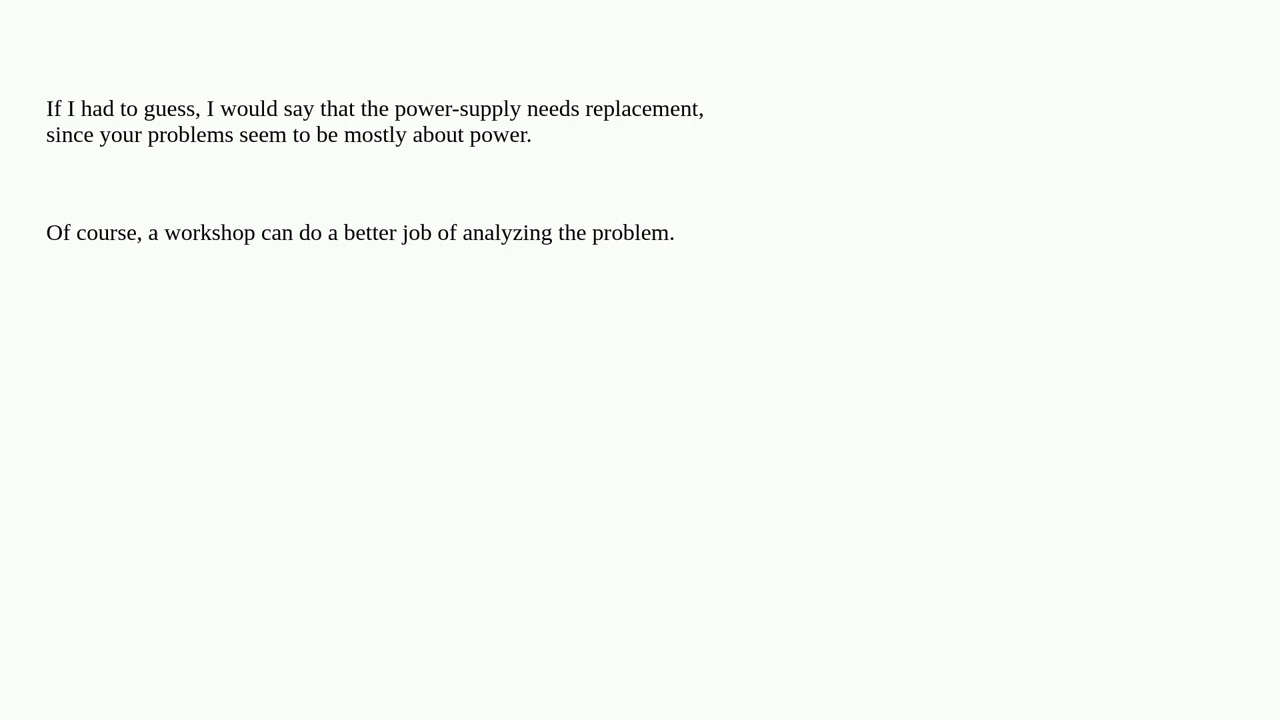 If I had to guess, I would say that the power-supply needs replacement,
since your problems seem to be mostly about power.
Of course, a workshop can do a better job of analyzing the problem.